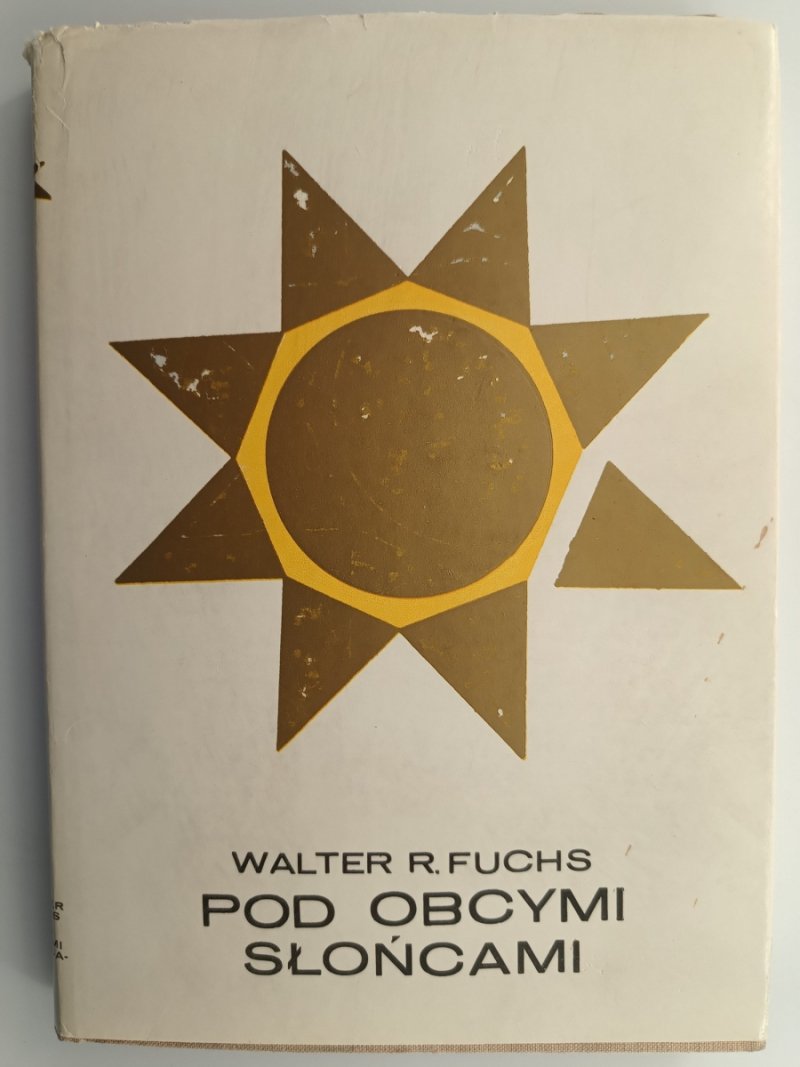 WALTER R. FUCHS
POD OBCYMI
SŁOŃCAMI